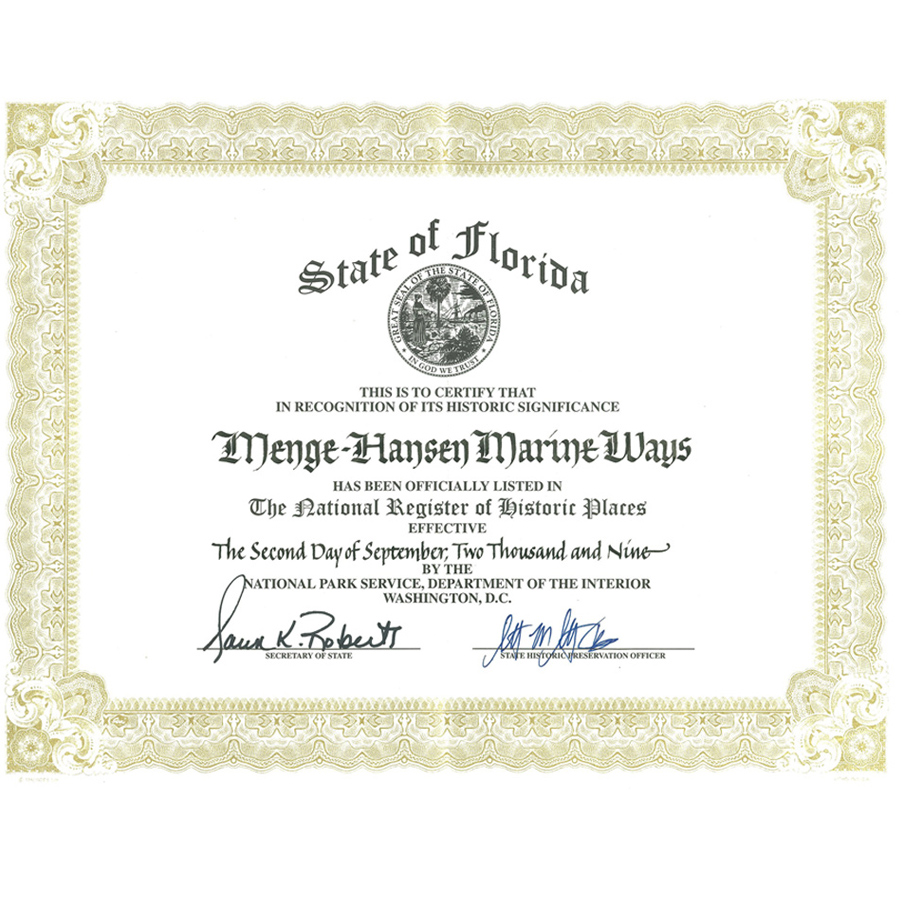 State of Florida
GREAT SEAL OF THE STATE OF FLORIDA
IN GOD WE TRUST
THIS IS TO CERTIFY THAT
IN RECOGNITION OF ITS HISTORIC SIGNIFICANCE
Menge-Hansen Marine Ways
HAS BEEN OFFICIALLY LISTED IN
The National Register of Historic Places
EFFECTIVE
The Second Day of September, Two Thousand and Nine
BY THE
NATIONAL PARK SERVICE, DEPARTMENT OF THE INTERIOR
WASHINGTON, D.C.
K. Roberts
SECRETARY OF STATE
STATE HISTORIC PRESERVATION OFFICER